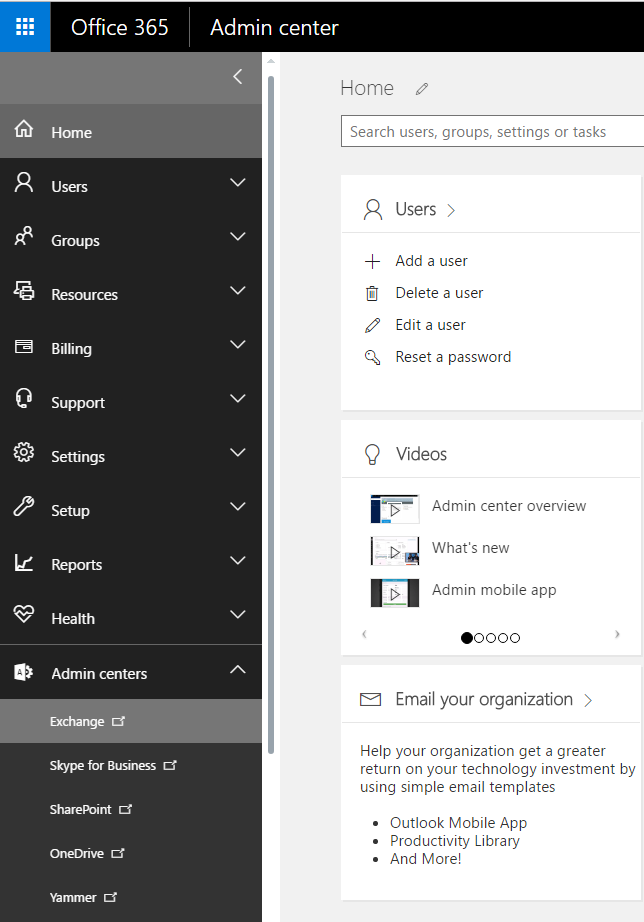 Office 365
Admin center
Home
Users
Groups
Resources
Billing
Support
Settings
Setup
Reports
Health
Admin centers
Exchange
Skype for Business
SharePoint
OneDrive
Yammer
Home
Search users, groups, settings or tasks
Users
Add a user
Delete a user
Edit a user
Reset a password
Videos
Admin center overview
What's new
Admin mobile app
Email your organization
Help your organization get a greater
return on your technology investment by
using simple email templates
• Outlook Mobile App
• Productivity Library
• And More!